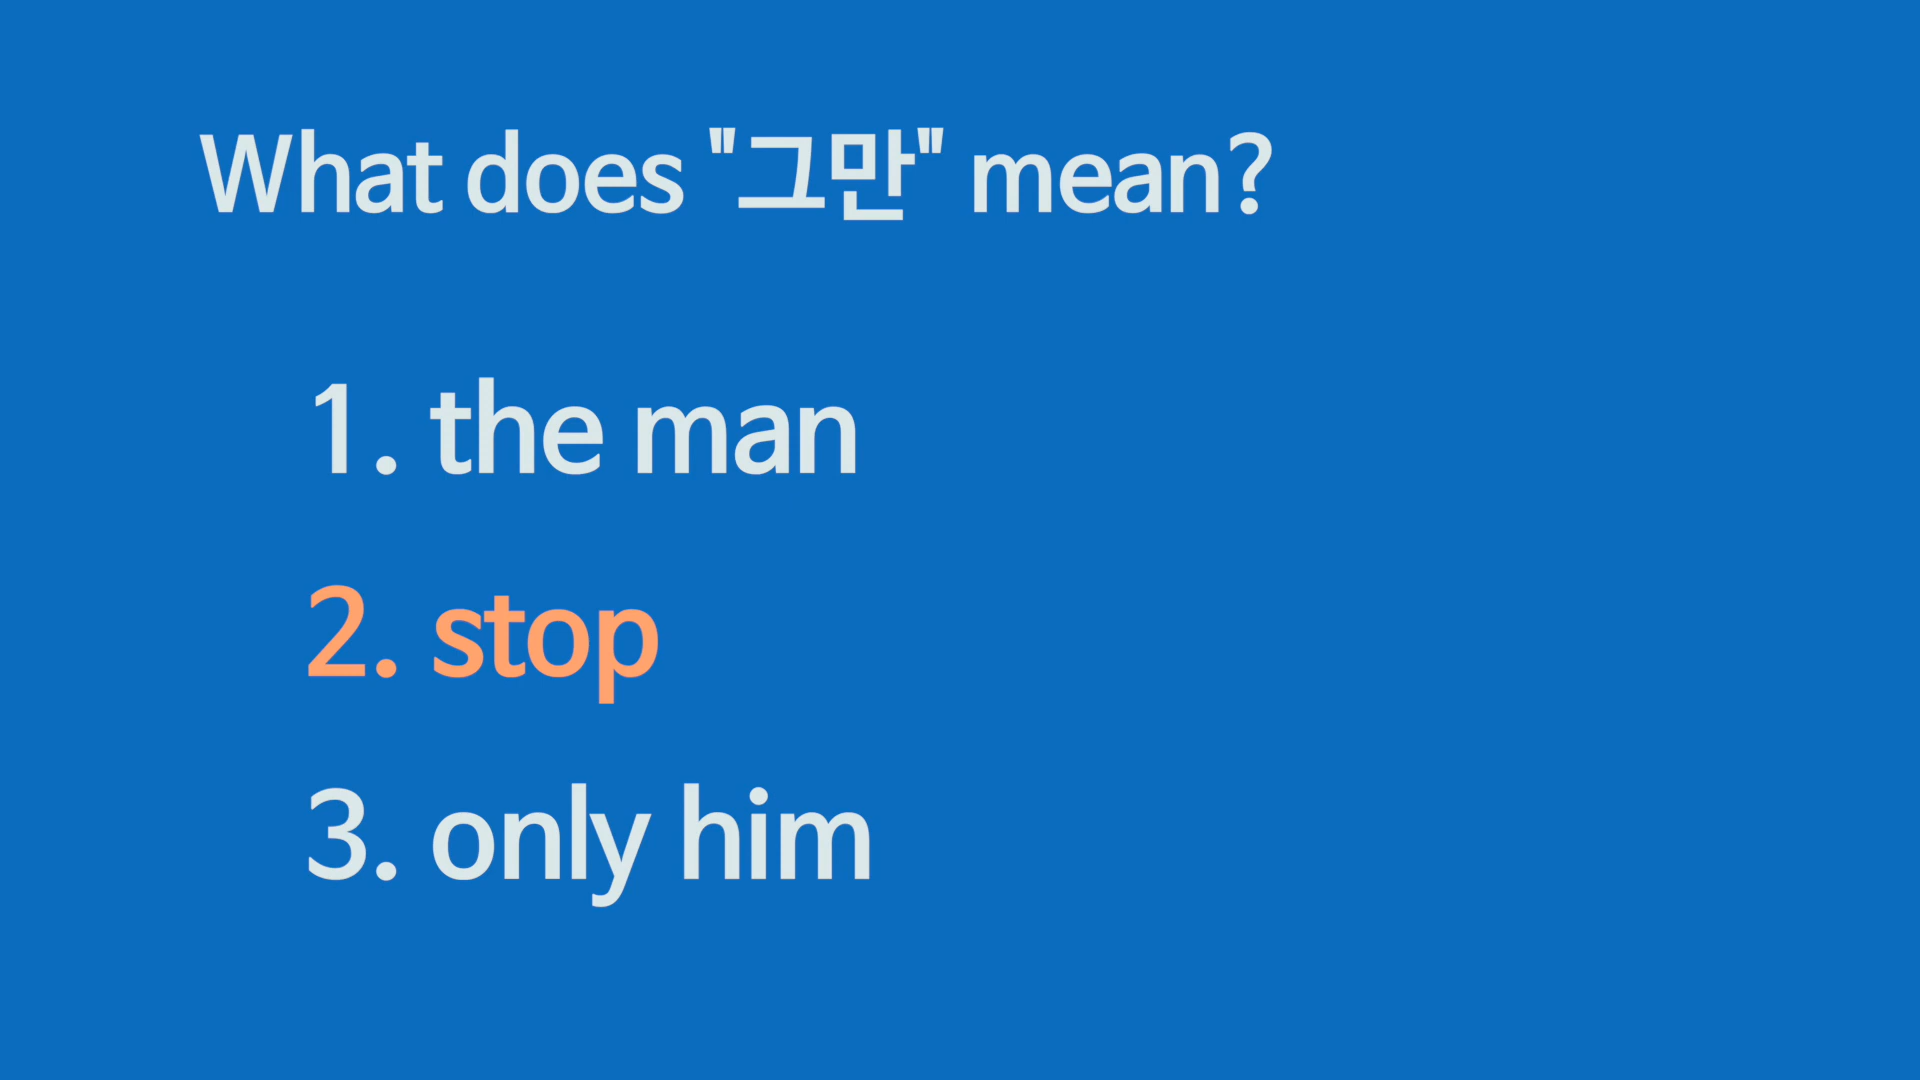 What does "그만" mean?
1. the man
2. stop
3. only him